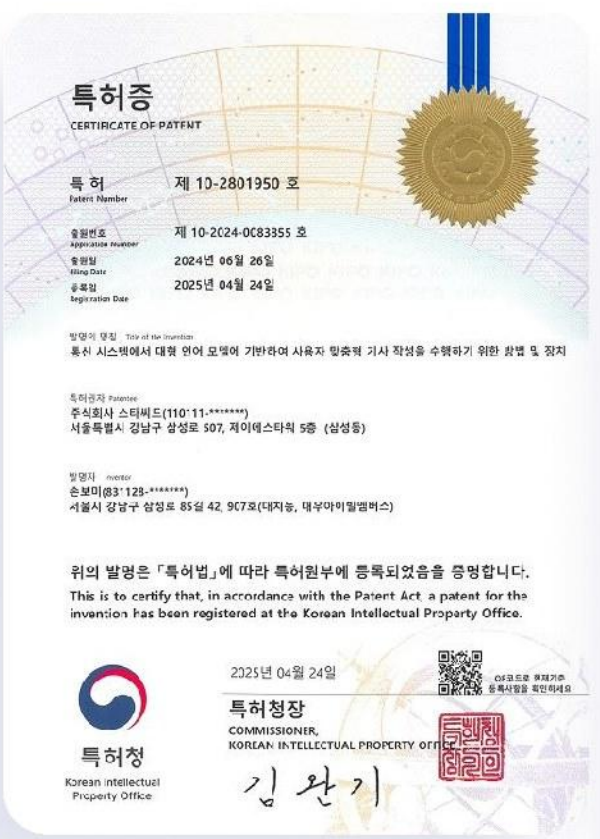 특허증
CERTIFICATE OF PATENT
특 허
Patent Number
제 10-2801950 호
출원번호
Application Number
제 10-2024-0083355 호
출원일
Filing Date
2024년 06월 26일
등록일
Registration Date
2025년 04월 24일
발명의 명칭 Title of the Invention
통신 시스템에서 대형 언어 모델에 기반하여 사용자 맞춤형 기사 작성을 수행하기 위한 방법 및 장치
특허권자 Patentee
주식회사 스타씨드(110111-*******)
서울특별시 강남구 삼성로 507, 제이에스타워 5층 (삼성동)
발명자 Inventor
손보미(831128-*******)
서울시 강남구 삼성로 85길 42, 907호(대치동, 대우아이빌멤버스)
위의 발명은 「특허법」에 따라 특허원부에 등록되었음을 증명합니다.
This is to certify that, in accordance with the Patent Act, a patent for the
invention has been registered at the Korean Intellectual Property Office.
2025년 04월 24일
QR코드로 현재기준
등록사항을 확인하세요
특허청장
COMMISSIONER,
KOREAN INTELLECTUAL PROPERTY OFFICE
김완기
특허청
Korean Intellectual
Property Office